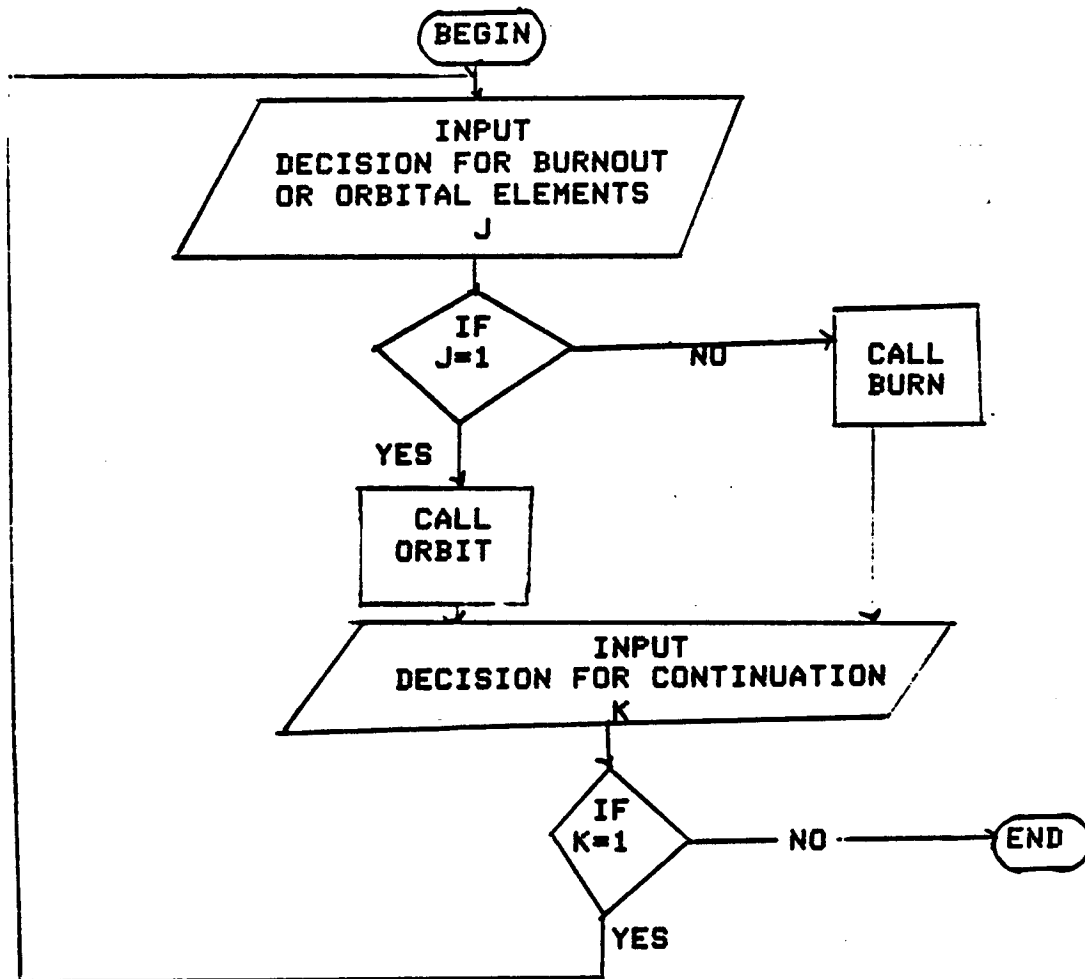 BEGIN
INPUT
DECISION FOR BURNOUT
OR ORBITAL ELEMENTS
J
IF
J=1
NO
CALL
BURN
YES
CALL
ORBIT
INPUT
DECISION FOR CONTINUATION
K
IF
K=1
NO
END
YES